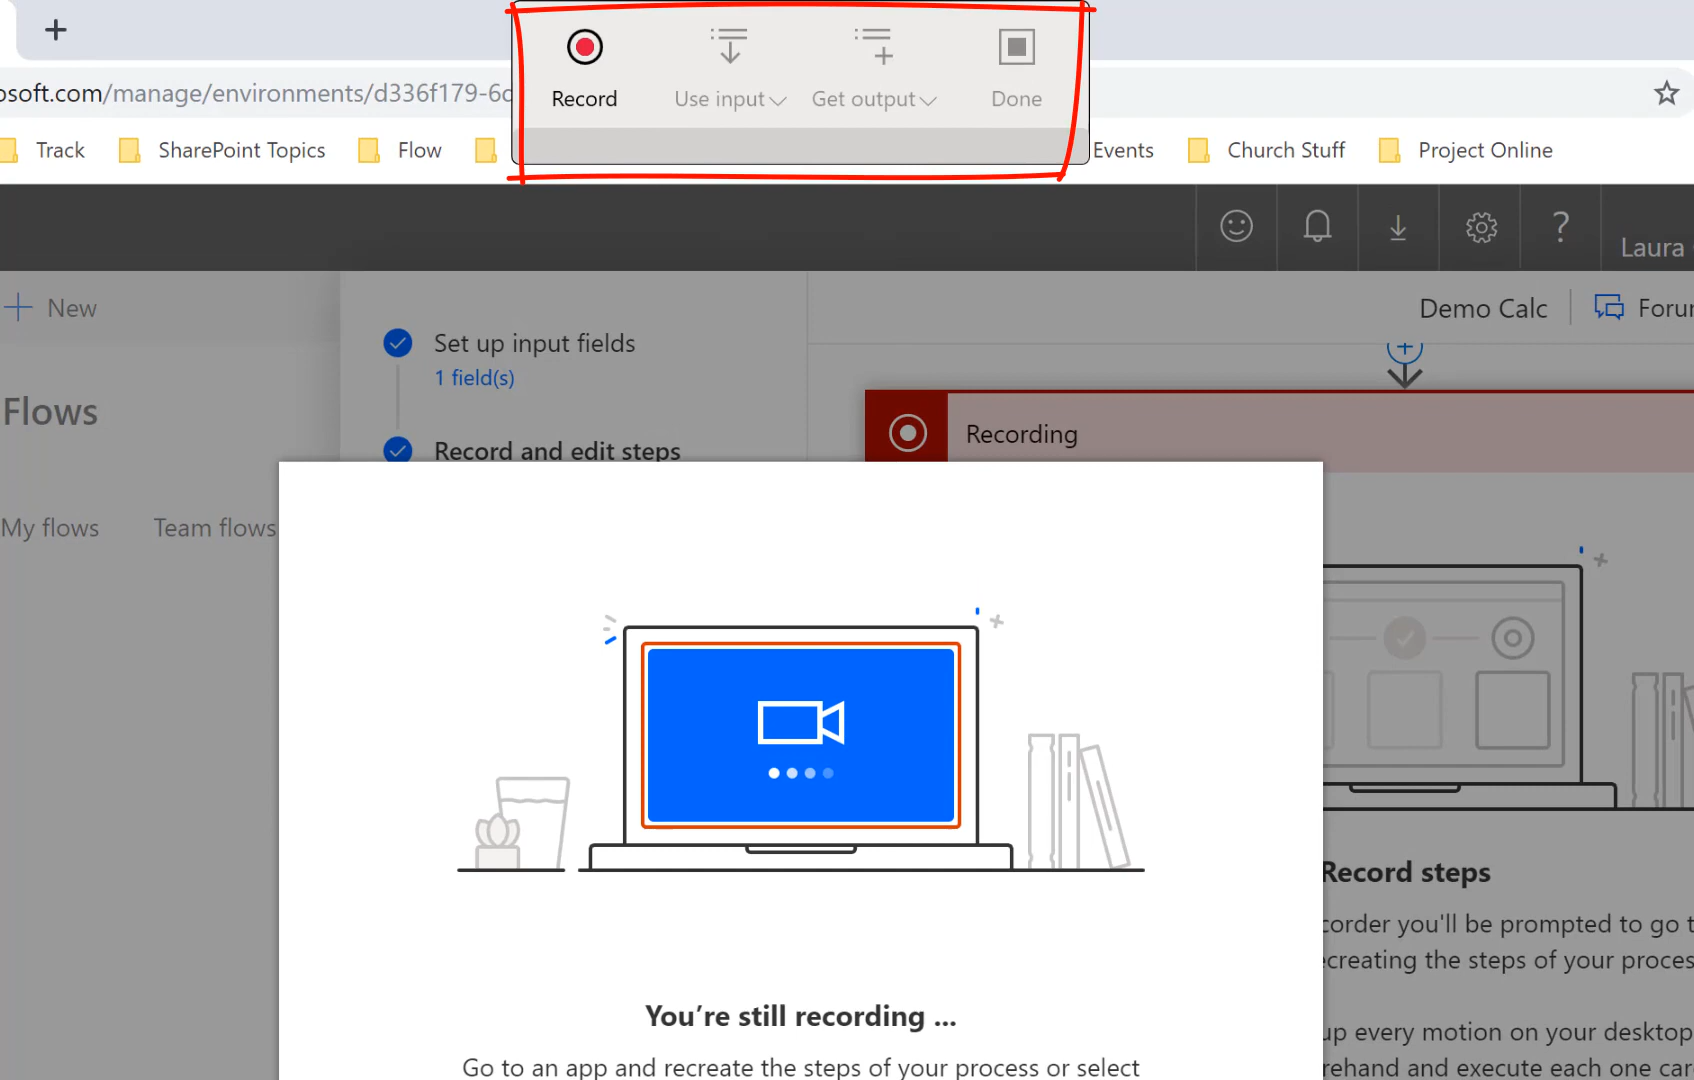 Record
Use input
Get output
Done
osoft.com/manage/environments/d336f179-6
Track
SharePoint Topics
Flow
Events
Church Stuff
Project Online
?
Laura
New
Demo Calc
Set up input fields
1 field(s)
Flows
Recording
Record and edit steps
My flows
Team flows
Record steps
corder you'll be prompted to go t
creating the steps of your proces
You're still recording ...
up every motion on your desktop
Go to an app and recreate the steps of your process or select
rehand and execute each one